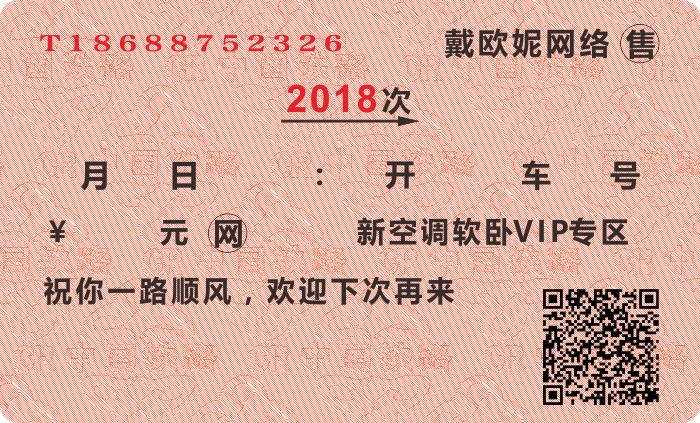 T18688752326 戴欧妮网络 售
2018次
月 日 : 开 车 号
¥ 元 网 新空调软卧VIP专区
祝你一路顺风，欢迎下次再来